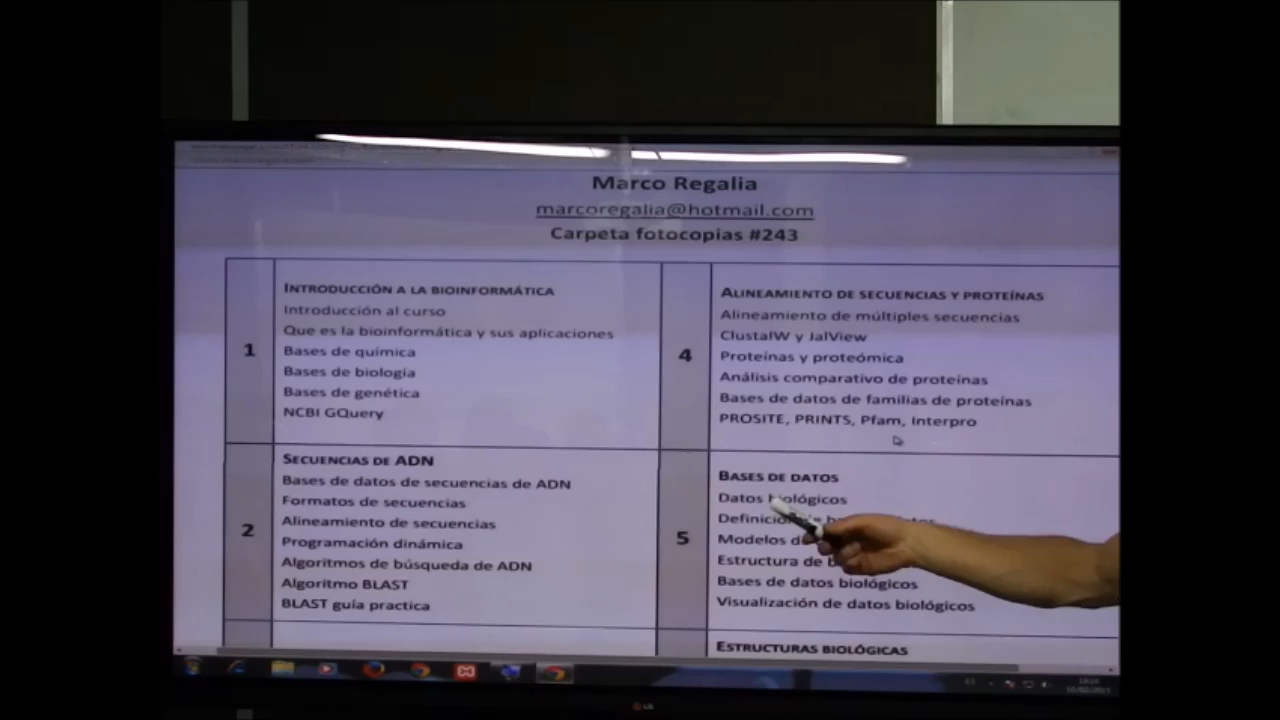 Marco Regalia
marcoregalia@hotmail.com
Carpeta fotocopias #243
1
INTRODUCCIÓN A LA BIOINFORMÁTICA
Introducción al curso
Que es la bioinformática y sus aplicaciones
Bases de química
Bases de biología
Bases de genética
NCBI GQuery
2
SECUENCIAS DE ADN
Bases de datos de secuencias de ADN
Formatos de secuencias
Alineamiento de secuencias
Programación dinámica
Algoritmos de búsqueda de ADN
Algoritmo BLAST
BLAST guía practica
4
ALINEAMIENTO DE SECUENCIAS Y PROTEÍNAS
Alineamiento de múltiples secuencias
ClustalW y JalView
Proteínas y proteómica
Análisis comparativo de proteínas
Bases de datos de familias de proteínas
PROSITE, PRINTS, Pfam, Interpro
5
BASES DE DATOS
Datos biológicos
Modelos
Estructura de
Bases de datos biológicos
Visualización de datos biológicos
ESTRUCTURAS BIOLÓGICAS
LG